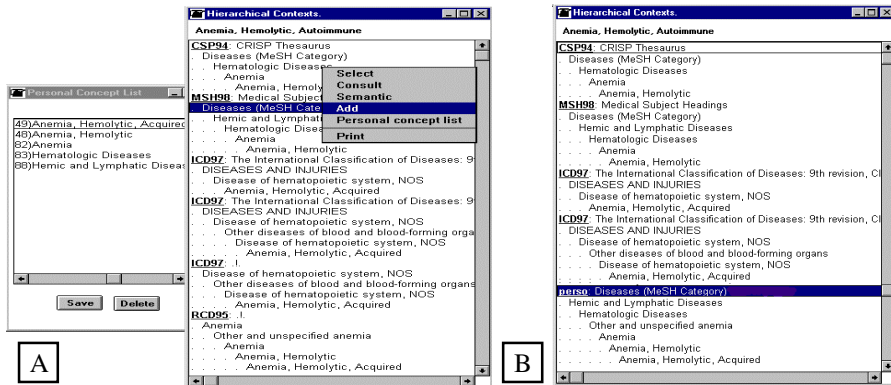 Personal Concept List
49)Anemia, Hemolytic, Acquired
48)Anemia, Hemolytic
82)Anemia
83)Hematologic Diseases
88)Hemic and Lymphatic Diseas
Save Delete
A
Hierarchical Contexts.
Anemia, Hemolytic, Autoimmune
CSP94: CRISP Thesaurus
. Diseases (MeSH Category)
. . Hematologic Diseases
. . . Anemia
. . . . Anemia, Hemoly
MSH98: Medical Subject
. Diseases (MeSH Cate
. . Hemic and Lymphati
. . . Hematologic Disea
. . . . Anemia
. . . . . Anemia, Hemolytic
ICD97: The International Classification of Diseases: 9
. DISEASES AND INJURIES
. . Disease of hematopoietic system, NOS
. . . Anemia, Hemolytic, Acquired
ICD97: The International Classification of Diseases: 9
. DISEASES AND INJURIES
. . Disease of hematopoietic system, NOS
. . . Other diseases of blood and blood-forming orga
. . . . Disease of hematopoietic system, NOS
. . . . . Anemia, Hemolytic, Acquired
ICD97: .!.
. Disease of hematopoietic system, NOS
. . Other diseases of blood and blood-forming organs
. . . Disease of hematopoietic system, NOS
. . . . Anemia, Hemolytic, Acquired
RCD95: .!.
. Anemia
. . Other and unspecified anemia
. . . Anemia
. . . . Anemia, Hemolytic
. . . . . Anemia, Hemolytic, Acquired
Select
Consult
Semantic
Add
Personal concept list
Print
B
Hierarchical Contexts.
Anemia, Hemolytic, Autoimmune
CSP94: CRISP Thesaurus
. Diseases (MeSH Category)
. . Hematologic Diseases
. . . Anemia
. . . . Anemia, Hemolytic
MSH98: Medical Subject Headings
. Diseases (MeSH Category)
. . Hemic and Lymphatic Diseases
. . . Hematologic Diseases
. . . . Anemia
. . . . . Anemia, Hemolytic
ICD97: The International Classification of Diseases: 9th revision, Cl
. DISEASES AND INJURIES
. . Disease of hematopoietic system, NOS
. . . Anemia, Hemolytic, Acquired
ICD97: The International Classification of Diseases: 9th revision, Cl
. DISEASES AND INJURIES
. . Disease of hematopoietic system, NOS
. . . Other diseases of blood and blood-forming organs
. . . . Disease of hematopoietic system, NOS
. . . . . Anemia, Hemolytic, Acquired
perso: Diseases (MeSH Category)
. Hemic and Lymphatic Diseases
. . Hematologic Diseases
. . . Other and unspecified anemia
. . . . Anemia
. . . . . Anemia, Hemolytic
. . . . . . Anemia, Hemolytic, Acquired